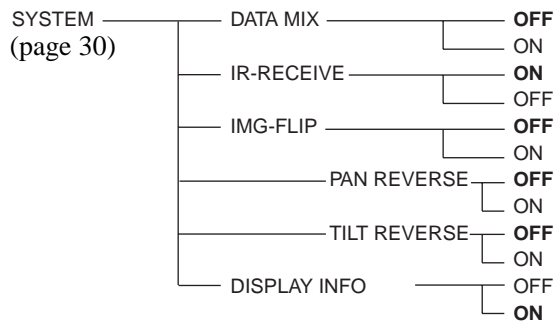 SYSTEM DATA MIX OFF
(page 30) ON
IR-RECEIVE ON
OFF
IMG-FLIP OFF
ON
PAN REVERSE OFF
ON
TILT REVERSE OFF
ON
DISPLAY INFO OFF
ON